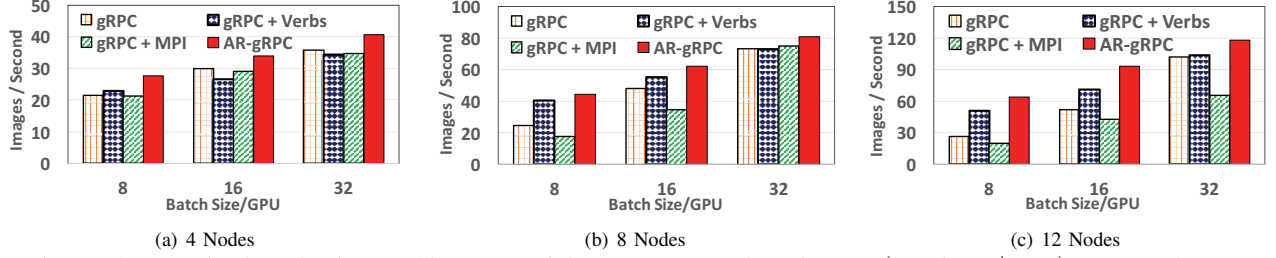 50
40
30
20
10
0
Images / Second
gRPC
gRPC + Verbs
gRPC + MPI
AR-gRPC
8
16
32
Batch Size/GPU
(a) 4 Nodes
100
80
60
40
20
0
Images / Second
gRPC
gRPC + Verbs
gRPC + MPI
AR-gRPC
8
16
32
Batch Size/GPU
(b) 8 Nodes
150
120
90
60
30
0
Images / Second
gRPC
gRPC + Verbs
gRPC + MPI
AR-gRPC
8
16
32
Batch Size/GPU
(c) 12 Nodes